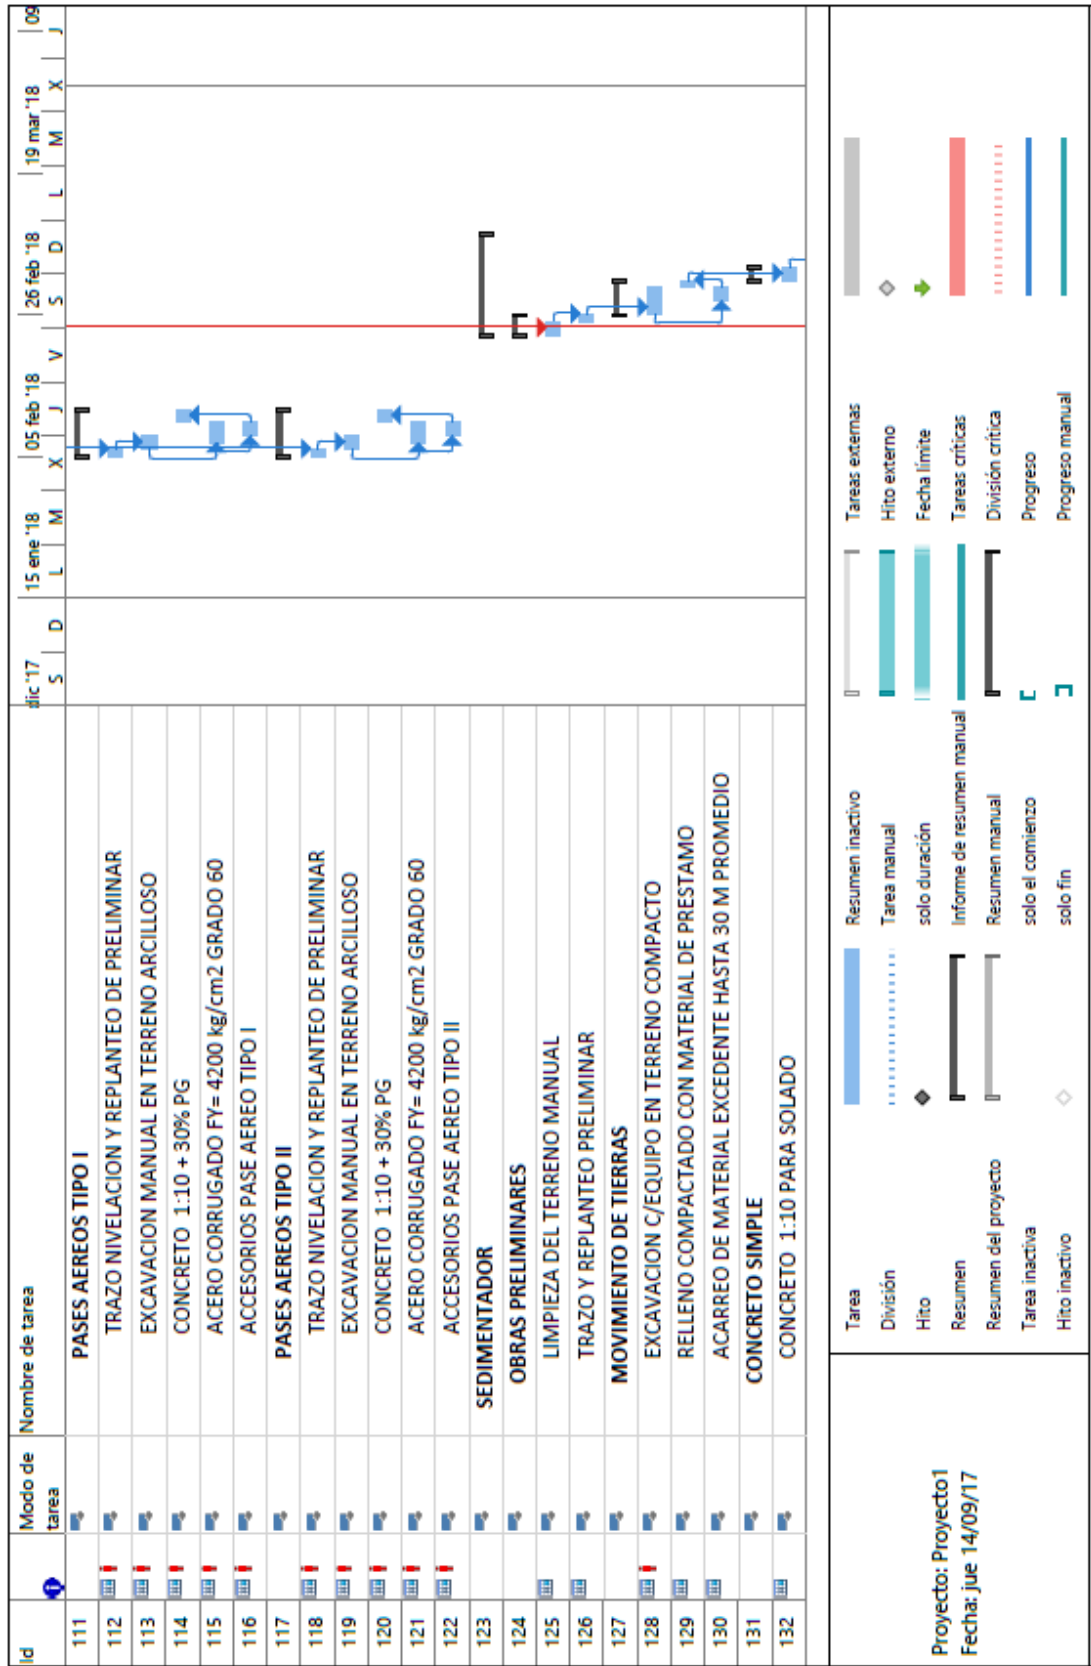 Id Modo de tarea Nombre de tarea
dic '17 15 ene '18 05 feb '18 26 feb '18 19 mar '18 09
S D L M X J V S D L M X J
111 PASES AEREOS TIPO I
112 TRAZO NIVELACION Y REPLANTEO DE PRELIMINAR
113 EXCAVACION MANUAL EN TERRENO ARCILLOSO
114 CONCRETO 1:10 + 30% PG
115 ACERO CORRUGADO FY= 4200 kg/cm2 GRADO 60
116 ACCESORIOS PASE AEREO TIPO I
117 PASES AEREOS TIPO II
118 TRAZO NIVELACION Y REPLANTEO DE PRELIMINAR
119 EXCAVACION MANUAL EN TERRENO ARCILLOSO
120 CONCRETO 1:10 + 30% PG
121 ACERO CORRUGADO FY= 4200 kg/cm2 GRADO 60
122 ACCESORIOS PASE AEREO TIPO II
123 SEDIMENTADOR
124 OBRAS PRELIMINARES
125 LIMPIEZA DEL TERRENO MANUAL
126 TRAZO Y REPLANTEO PRELIMINAR
127 MOVIMIENTO DE TIERRAS
128 EXCAVACION C/EQUIPO EN TERRENO COMPACTO
129 RELLENO COMPACTADO CON MATERIAL DE PRESTAMO
130 ACARREO DE MATERIAL EXCEDENTE HASTA 30 M PROMEDIO
131 CONCRETO SIMPLE
132 CONCRETO 1:10 PARA SOLADO
Proyecto: Proyecto1
Fecha: jue 14/09/17
Tarea
División
Hito
Resumen
Resumen del proyecto
Tarea inactiva
Hito inactivo
Resumen inactivo
Tarea manual
solo duración
Informe de resumen manual
Resumen manual
solo el comienzo
solo fin
Tareas externas
Hito externo
Fecha límite
Tareas críticas
División crítica
Progreso
Progreso manual